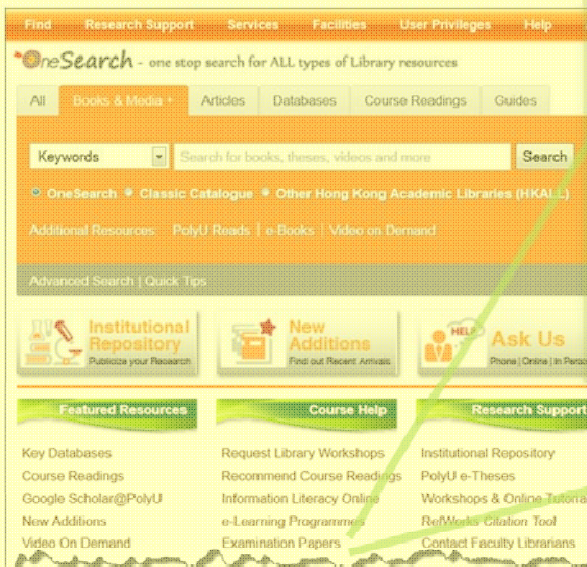 Find Research Support Services Facilities User Privileges Help
OneSearch - one stop search for ALL types of Library resources
All Books & Media + Articles Databases Course Readings Guides
Keywords Search for books, theses, videos and more Search
OneSearch Classic Catalogue Other Hong Kong Academic Libraries (HKALL)
Additional Resources PolyU Reads | e-Books | Video on Demand
Advanced Search | Quick Tips
Institutional Repository
Publicize your Research
New Additions
Find out Recent Arrivals
HELP
Ask Us
Phone | Online | In Perso
Featured Resources Course Help Research Support
Key Databases Request Library Workshops Institutional Repository
Course Readings Recommend Course Readings PolyU e-Theses
Google Scholar@PolyU Information Literacy Online Workshops & Online Tutoria
New Additions e-Learning Programmes RefWorks Citation Tool
Video On Demand Examination Papers Contact Faculty Librarians